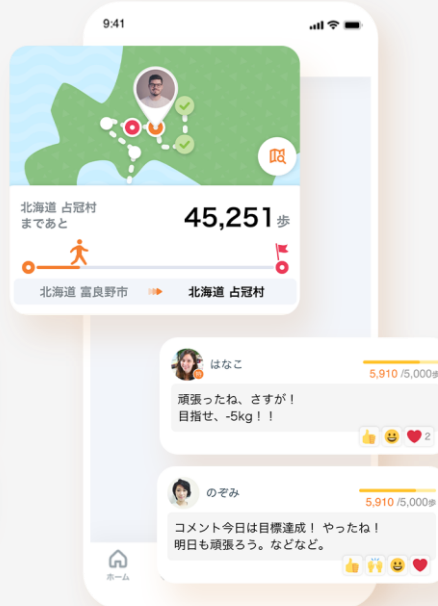 9:41
北海道 占冠村
まであと
45,251歩
北海道 富良野市
北海道 占冠村
はなこ
5,910 /5,000歩
頑張ったね、さすが！
目指せ、-5kg！！
2
のぞみ
5,910 /5,000歩
コメント今日は目標達成！ やったね！
明日も頑張ろう。などなど。
ホーム